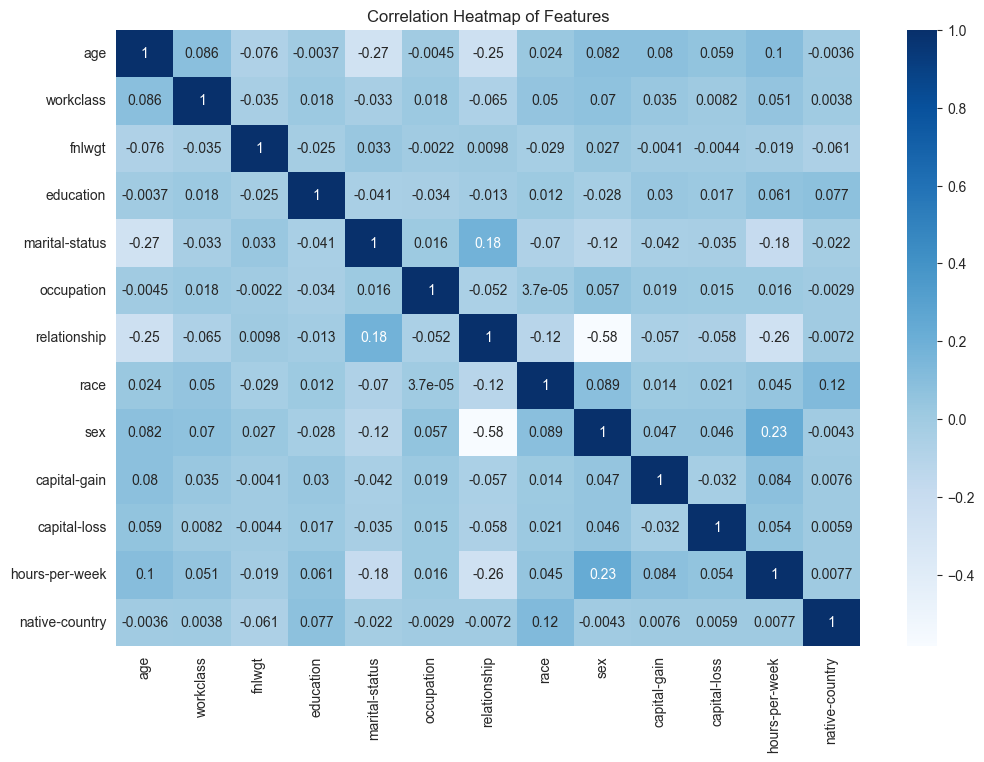 Correlation Heatmap of Features
age 1 0.086 -0.076 -0.0037 -0.27 -0.0045 -0.25 0.024 0.082 0.08 0.059 0.1 -0.0036
workclass 0.086 1 -0.035 0.018 -0.033 0.018 -0.065 0.05 0.07 0.035 0.0082 0.051 0.0038
fnlwgt -0.076 -0.035 1 -0.025 0.033 -0.0022 0.0098 -0.029 0.027 -0.0041 -0.0044 -0.019 -0.061
education -0.0037 0.018 -0.025 1 -0.041 -0.034 -0.013 0.012 -0.028 0.03 0.017 0.061 0.077
marital-status -0.27 -0.033 0.033 -0.041 1 0.016 0.18 -0.07 -0.12 -0.042 -0.035 -0.18 -0.022
occupation -0.0045 0.018 -0.0022 -0.034 0.016 1 -0.052 3.7e-05 0.057 0.019 0.015 0.016 -0.0029
relationship -0.25 -0.065 0.0098 -0.013 0.18 -0.052 1 -0.12 -0.58 -0.057 -0.058 -0.26 -0.0072
race 0.024 0.05 -0.029 0.012 -0.07 3.7e-05 -0.12 1 0.089 0.014 0.021 0.045 0.12
sex 0.082 0.07 0.027 -0.028 -0.12 0.057 -0.58 0.089 1 0.047 0.046 0.23 -0.0043
capital-gain 0.08 0.035 -0.0041 0.03 -0.042 0.019 -0.057 0.014 0.047 1 -0.032 0.084 0.0076
capital-loss 0.059 0.0082 -0.0044 0.017 -0.035 0.015 -0.058 0.021 0.046 -0.032 1 0.054 0.0059
hours-per-week 0.1 0.051 -0.019 0.061 -0.18 0.016 -0.26 0.045 0.23 0.084 0.054 1 0.0077
native-country -0.0036 0.0038 -0.061 0.077 -0.022 -0.0029 -0.0072 0.12 -0.0043 0.0076 0.0059 0.0077 1
age workclass fnlwgt education marital-status occupation relationship race sex capital-gain capital-loss hours-per-week native-country
1.0
0.8
0.6
0.4
0.2
0.0
−0.2
−0.4